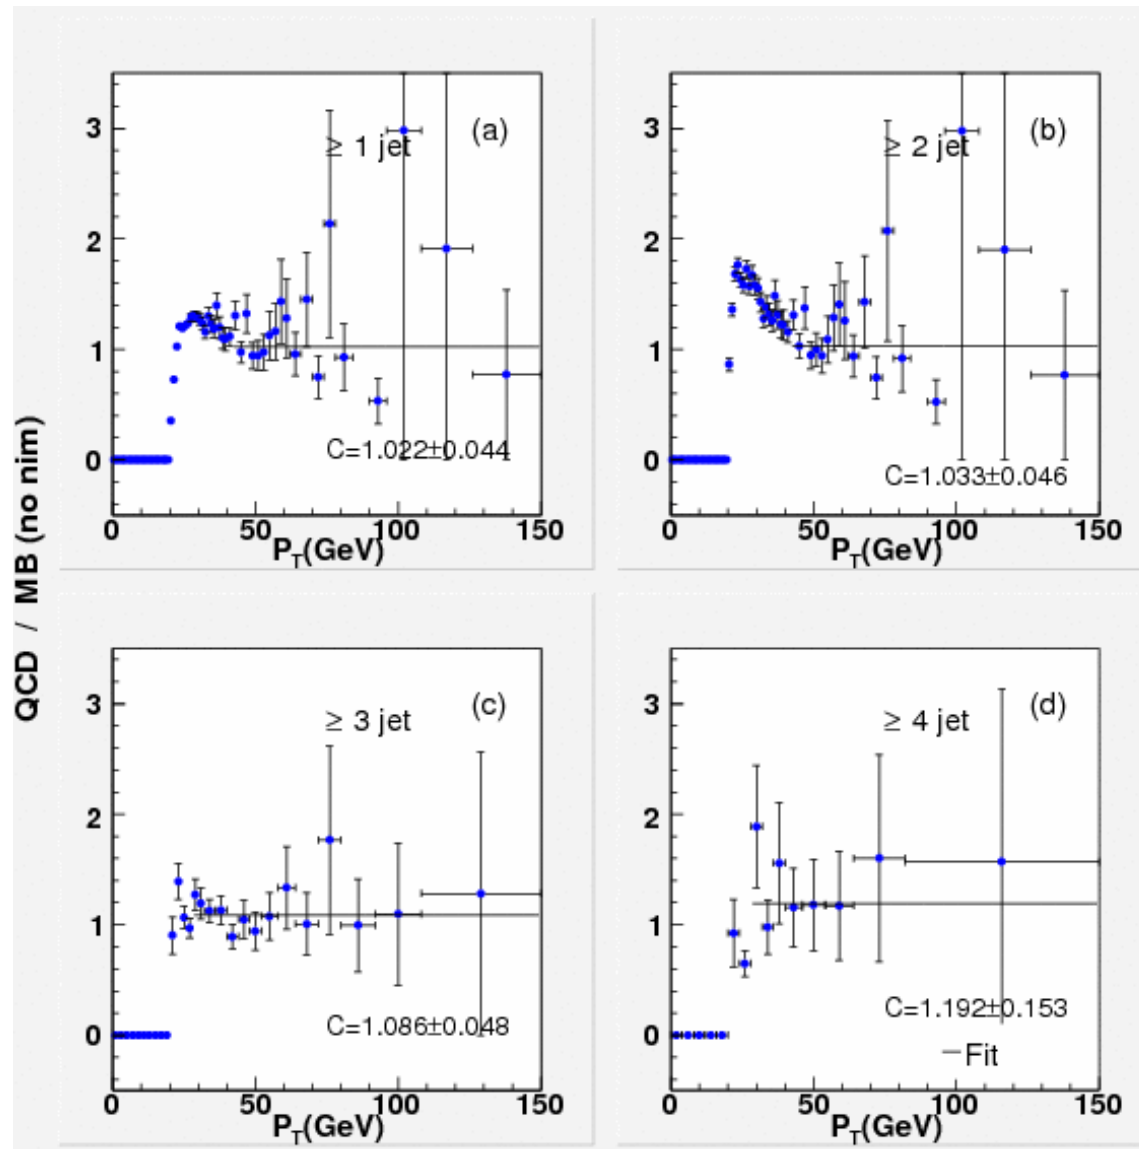 QCD / MB (no nim)
3
2
1
0
≥ 1 jet
(a)
C=1.022±0.044
0 50 100 150
P_T(GeV)
3
2
1
0
≥ 2 jet
(b)
C=1.033±0.046
0 50 100 150
P_T(GeV)
3
2
1
0
≥ 3 jet
(c)
C=1.086±0.048
0 50 100 150
P_T(GeV)
3
2
1
0
≥ 4 jet
(d)
C=1.192±0.153
Fit
0 50 100 150
P_T(GeV)